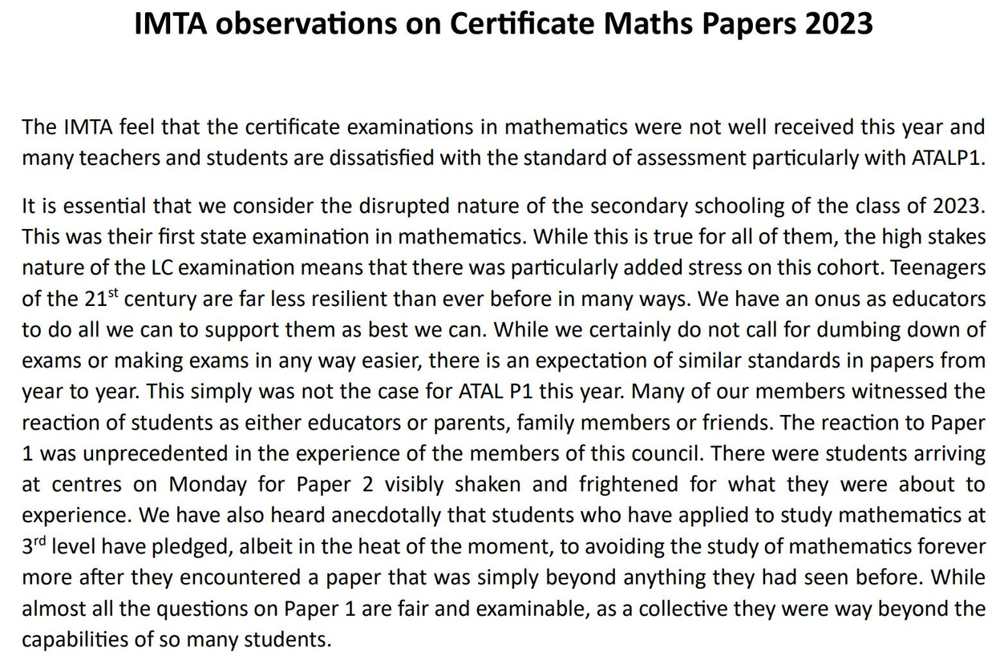 IMTA observations on Certificate Maths Papers 2023
The IMTA feel that the certificate examinations in mathematics were not well received this year and
many teachers and students are dissatisfied with the standard of assessment particularly with ATALP1.
It is essential that we consider the disrupted nature of the secondary schooling of the class of 2023.
This was their first state examination in mathematics. While this is true for all of them, the high stakes
nature of the LC examination means that there was particularly added stress on this cohort. Teenagers
of the 21st century are far less resilient than ever before in many ways. We have an onus as educators
to do all we can to support them as best we can. While we certainly do not call for dumbing down of
exams or making exams in any way easier, there is an expectation of similar standards in papers from
year to year. This simply was not the case for ATAL P1 this year. Many of our members witnessed the
reaction of students as either educators or parents, family members or friends. The reaction to Paper
1 was unprecedented in the experience of the members of this council. There were students arriving
at centres on Monday for Paper 2 visibly shaken and frightened for what they were about to
experience. We have also heard anecdotally that students who have applied to study mathematics at
3rd level have pledged, albeit in the heat of the moment, to avoiding the study of mathematics forever
more after they encountered a paper that was simply beyond anything they had seen before. While
almost all the questions on Paper 1 are fair and examinable, as a collective they were way beyond the
capabilities of so many students.